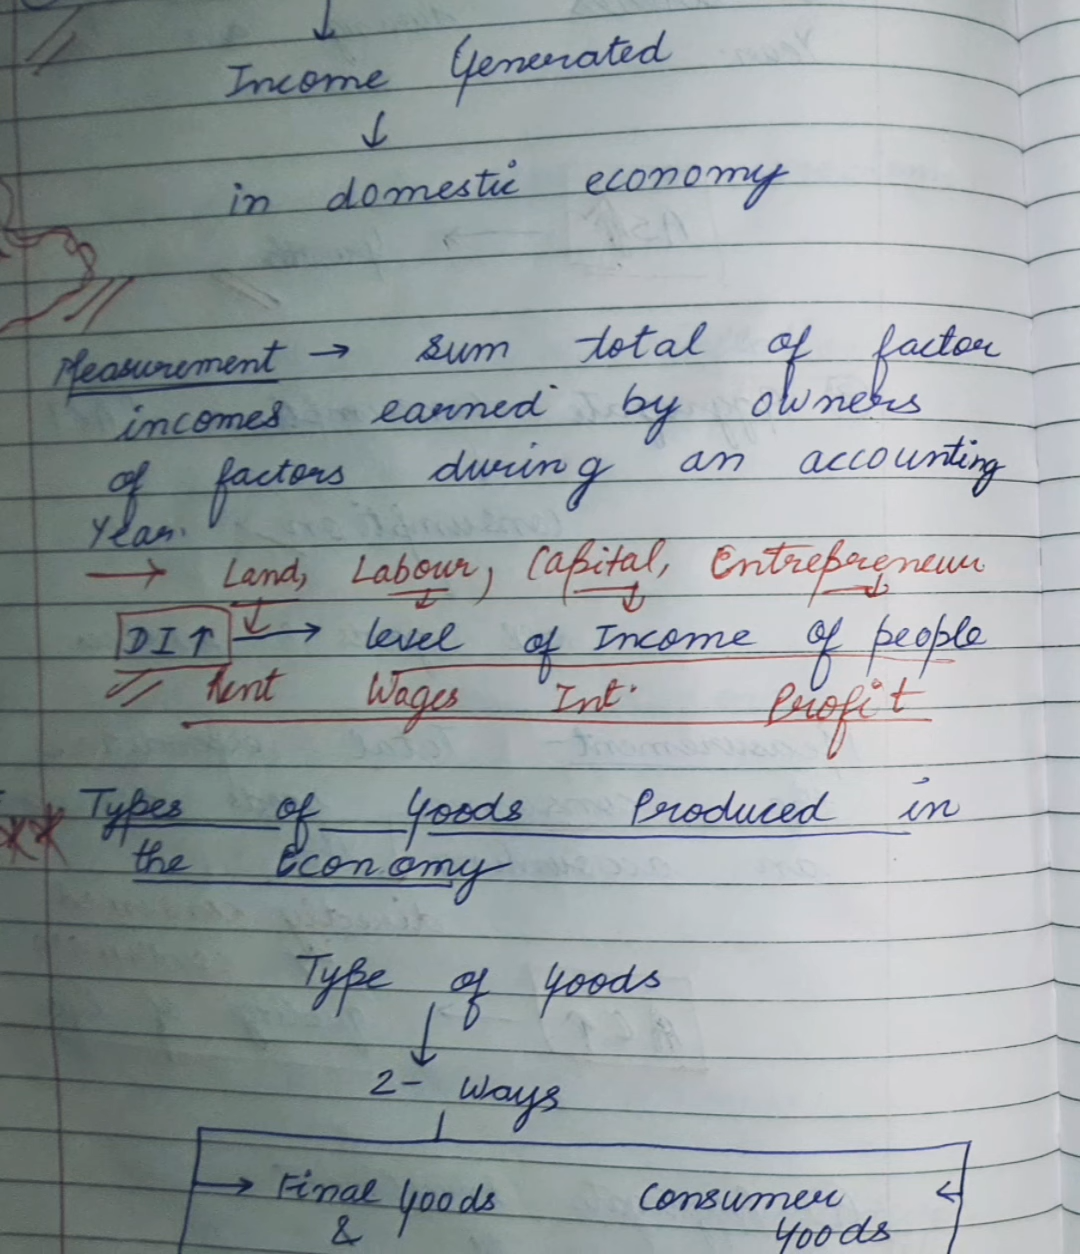 ↓
Income Generated
↓
in domestic economy
Measurement → sum total of factor
incomes earned by owners
of factors during an accounting
Year.
→ Land, Labour, Capital, Entrepreneur
DI↑ → level of Income of people
Rent Wages Int. Profit
** Types of Goods Produced in
the Economy
Type of Goods
↓
2- Ways
→ Final Goods Consumer ←
& Goods